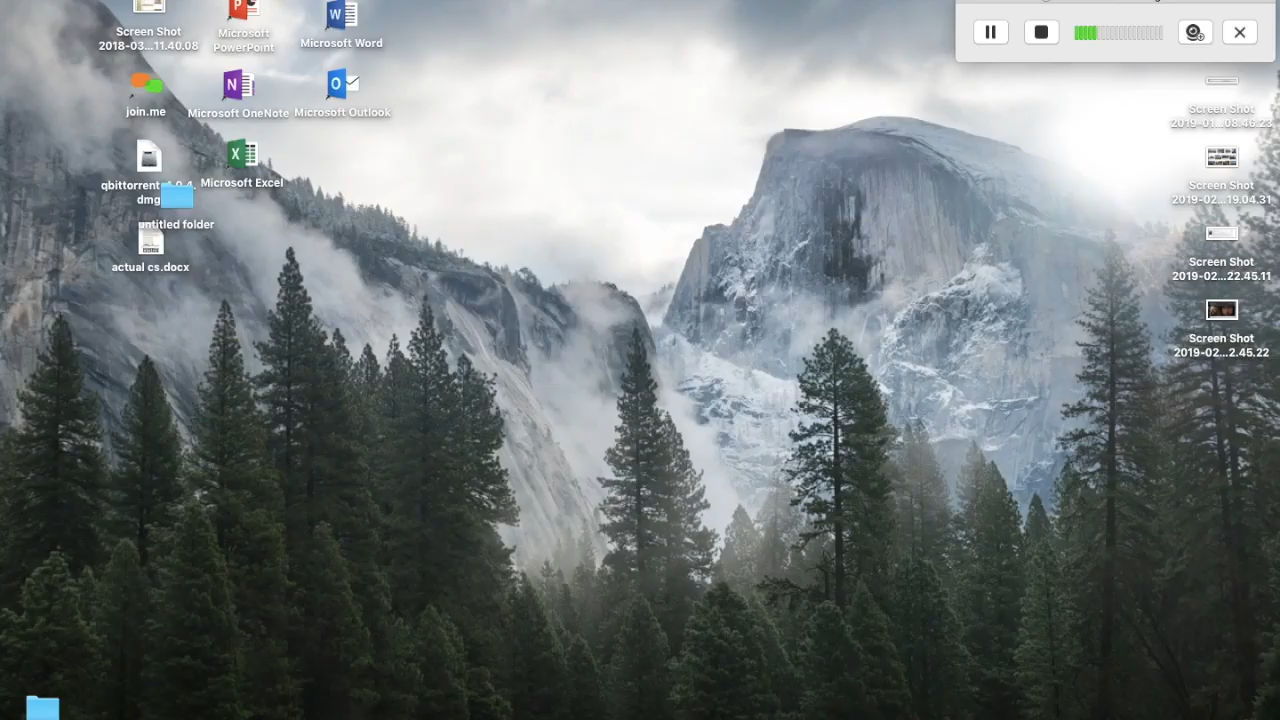 Screen Shot
2018-03...11.40.08
Microsoft
PowerPoint
Microsoft Word
join.me
Microsoft OneNote
Microsoft Outlook
Microsoft Excel
dmg
untitled folder
actual cs.docx
Screen Shot
2019-01...08.46.23
Screen Shot
2019-02...19.04.31
Screen Shot
2019-02...22.45.11
Screen Shot
2019-02...2.45.22